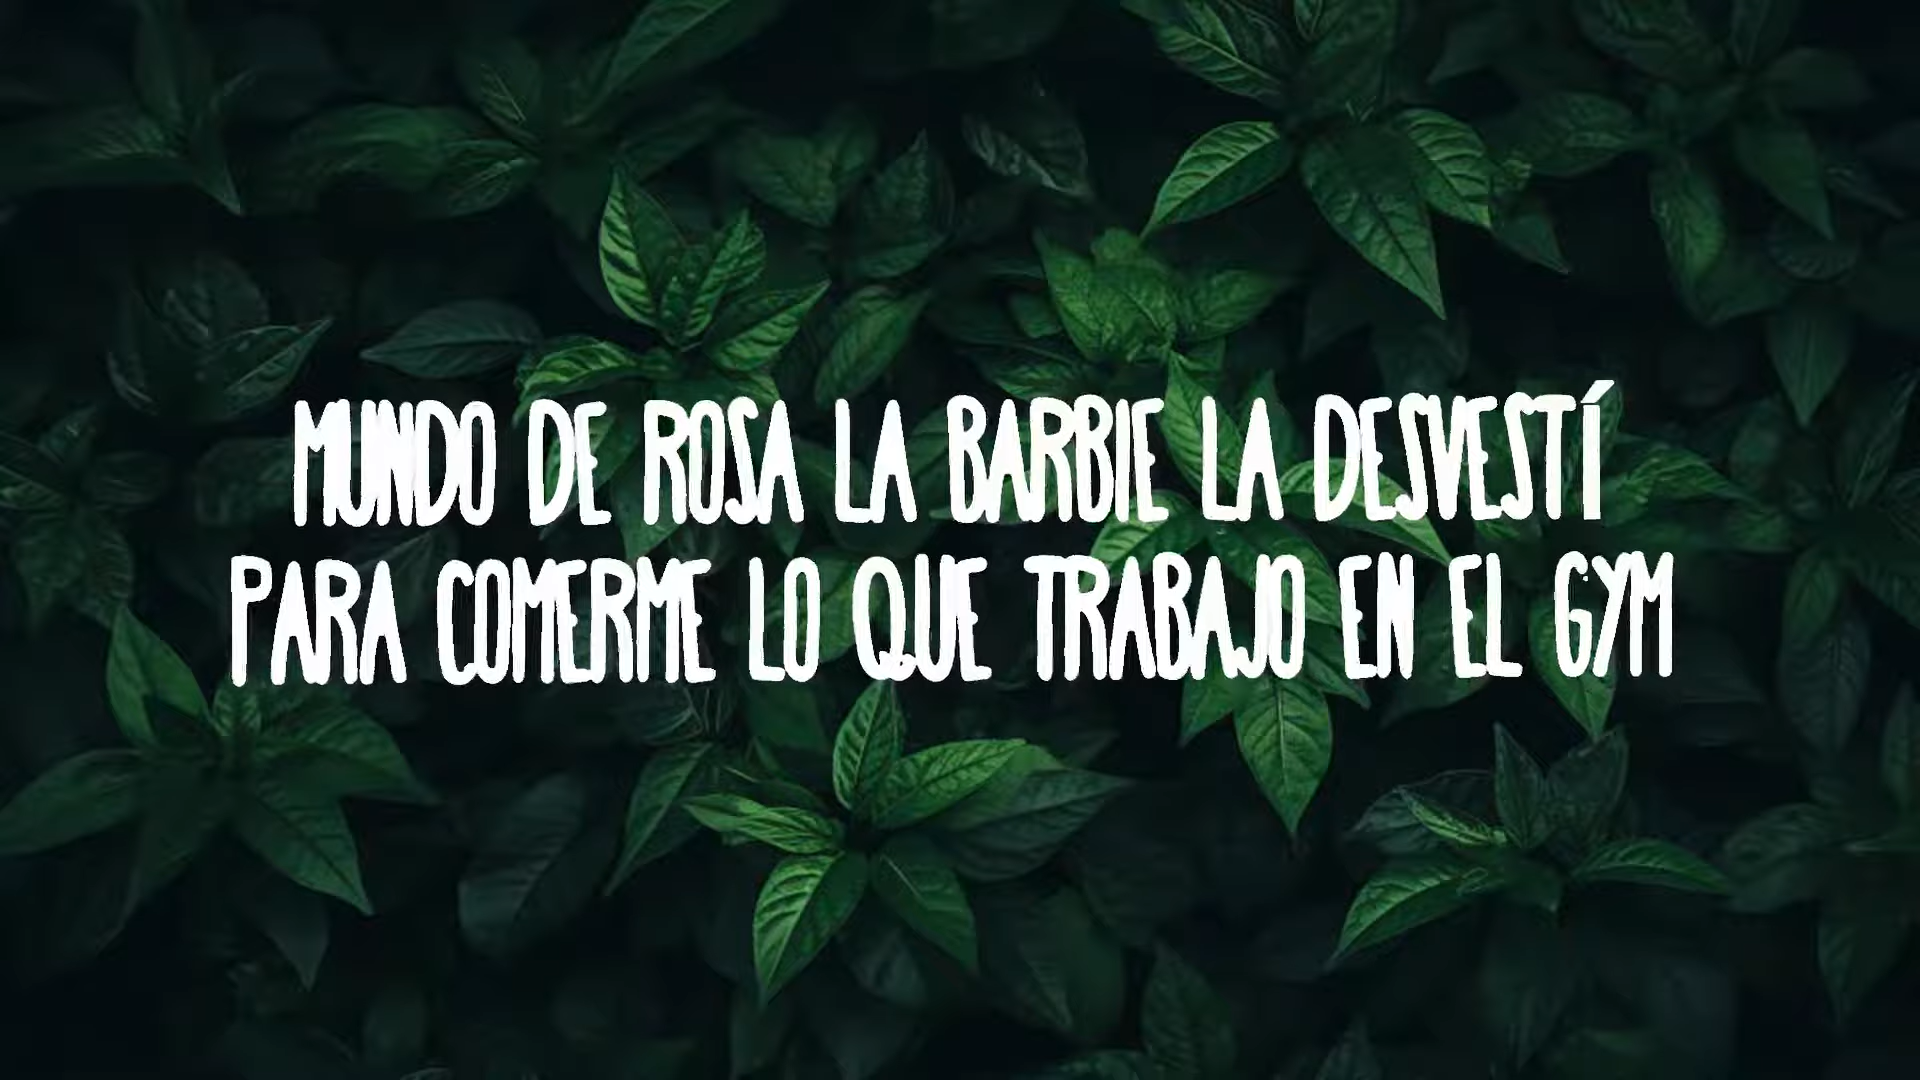 MUNDO DE ROSA LA BARBIE LA DESVESTÍ
PARA COMERME LO QUE TRABAJO EN EL GYM